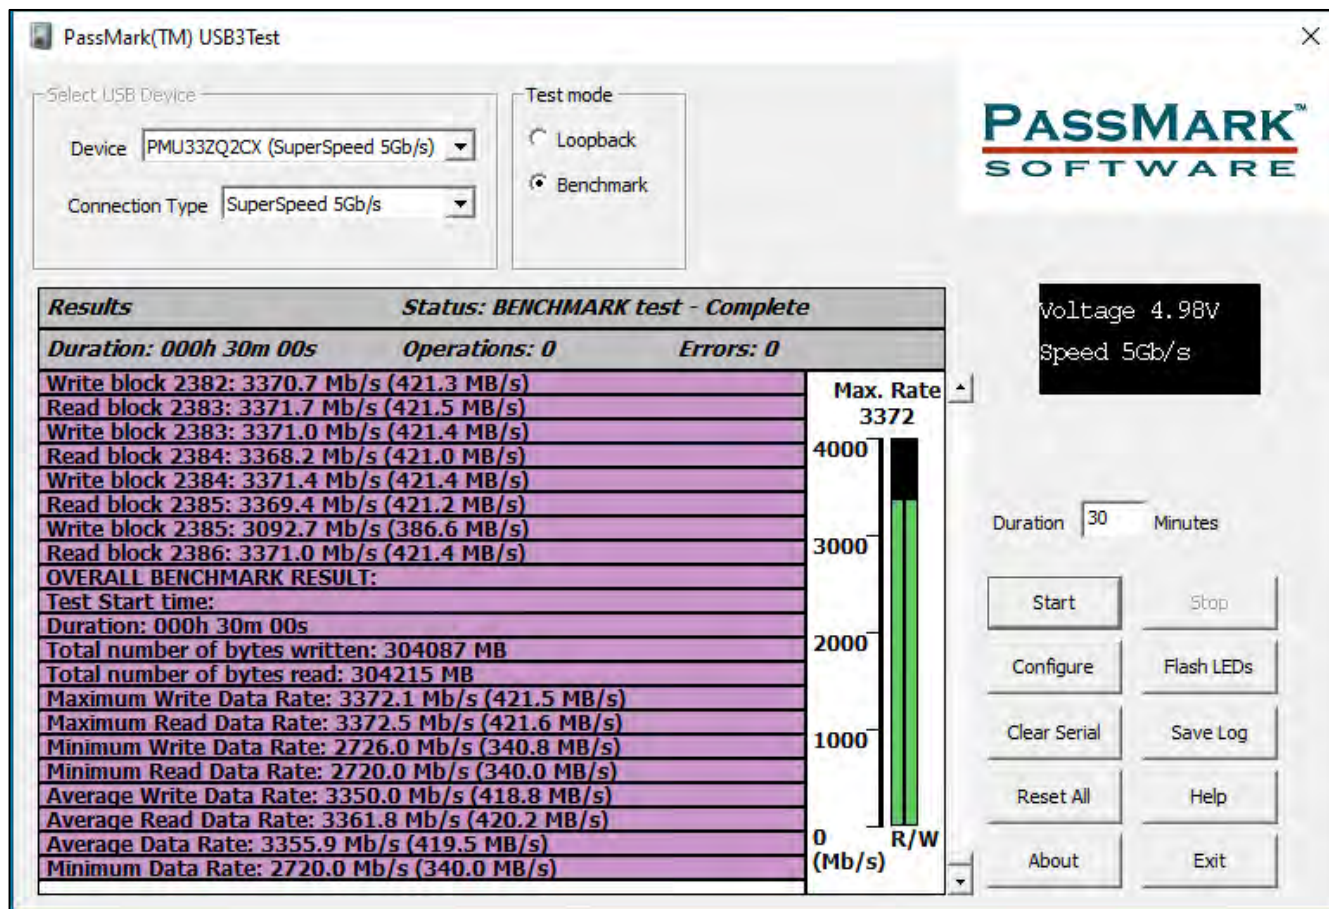 PassMark(TM) USB3Test
Select USB Device
Device PMU33ZQ2CX (SuperSpeed 5Gb/s)
Connection Type SuperSpeed 5Gb/s
Test mode
Loopback
Benchmark
PASSMARK™
SOFTWARE
Results Status: BENCHMARK test - Complete
Duration: 000h 30m 00s Operations: 0 Errors: 0
Write block 2382: 3370.7 Mb/s (421.3 MB/s)
Read block 2383: 3371.7 Mb/s (421.5 MB/s)
Write block 2383: 3371.0 Mb/s (421.4 MB/s)
Read block 2384: 3368.2 Mb/s (421.0 MB/s)
Write block 2384: 3371.4 Mb/s (421.4 MB/s)
Read block 2385: 3369.4 Mb/s (421.2 MB/s)
Write block 2385: 3092.7 Mb/s (386.6 MB/s)
Read block 2386: 3371.0 Mb/s (421.4 MB/s)
OVERALL BENCHMARK RESULT:
Test Start time:
Duration: 000h 30m 00s
Total number of bytes written: 304087 MB
Total number of bytes read: 304215 MB
Maximum Write Data Rate: 3372.1 Mb/s (421.5 MB/s)
Maximum Read Data Rate: 3372.5 Mb/s (421.6 MB/s)
Minimum Write Data Rate: 2726.0 Mb/s (340.8 MB/s)
Minimum Read Data Rate: 2720.0 Mb/s (340.0 MB/s)
Average Write Data Rate: 3350.0 Mb/s (418.8 MB/s)
Average Read Data Rate: 3361.8 Mb/s (420.2 MB/s)
Average Data Rate: 3355.9 Mb/s (419.5 MB/s)
Minimum Data Rate: 2720.0 Mb/s (340.0 MB/s)
Max. Rate
3372
4000
3000
2000
1000
0 R/W
(Mb/s)
Voltage 4.98V
Speed 5Gb/s
Duration 30 Minutes
Start Stop
Configure Flash LEDs
Clear Serial Save Log
Reset All Help
About Exit